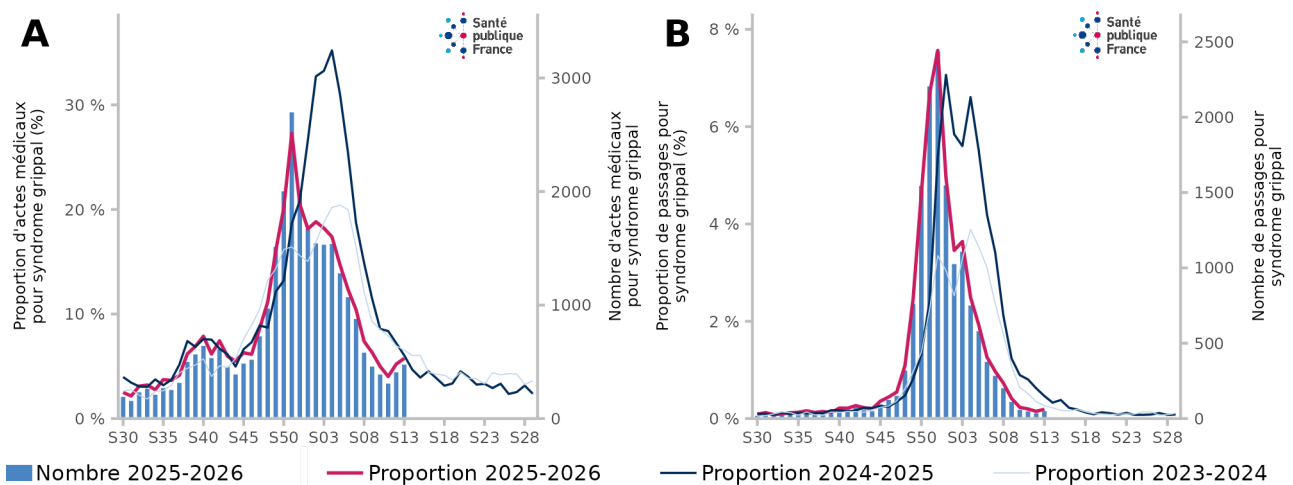 A
Santé
publique
France
Proportion d'actes médicaux
pour syndrome grippal (%)
30 %
20 %
10 %
0 %
3000
2000
1000
0
Nombre d'actes médicaux
pour syndrome grippal
S30 S35 S40 S45 S50 S03 S08 S13 S18 S23 S28
B
Santé
publique
France
Proportion de passages pour
syndrome grippal (%)
8 %
6 %
4 %
2 %
0 %
2500
2000
1500
1000
500
0
Nombre de passages pour
syndrome grippal
S30 S35 S40 S45 S50 S03 S08 S13 S18 S23 S28
Nombre 2025-2026 Proportion 2025-2026 Proportion 2024-2025 Proportion 2023-2024